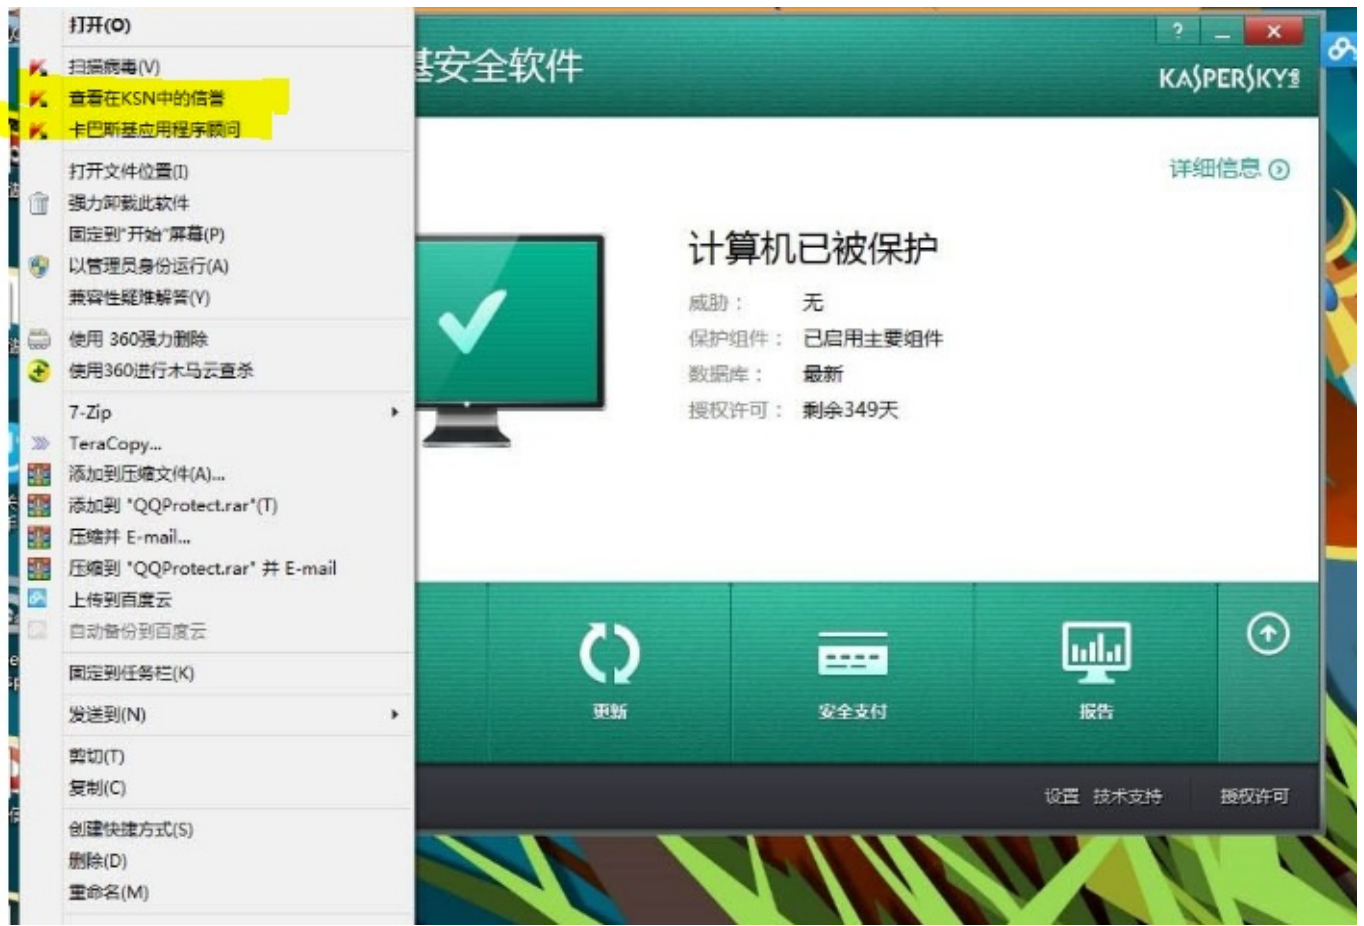 打开(O)
扫描病毒(V)
查看在KSN中的信誉
卡巴斯基应用程序顾问
打开文件位置(I)
强力卸载此软件
固定到"开始"屏幕(P)
以管理员身份运行(A)
兼容性疑难解答(Y)
使用 360强力删除
使用360进行木马云查杀
7-Zip
TeraCopy...
添加到压缩文件(A)...
添加到 "QQProtect.rar"(T)
压缩并 E-mail...
压缩到 "QQProtect.rar" 并 E-mail
上传到百度云
自动备份到百度云
固定到任务栏(K)
发送到(N)
剪切(T)
复制(C)
创建快捷方式(S)
删除(D)
重命名(M)
基安全软件
?
KASPERSKY
详细信息
计算机已被保护
威胁： 无
保护组件： 已启用主要组件
数据库： 最新
授权许可： 剩余349天
更新
安全支付
报告
设置 技术支持 授权许可